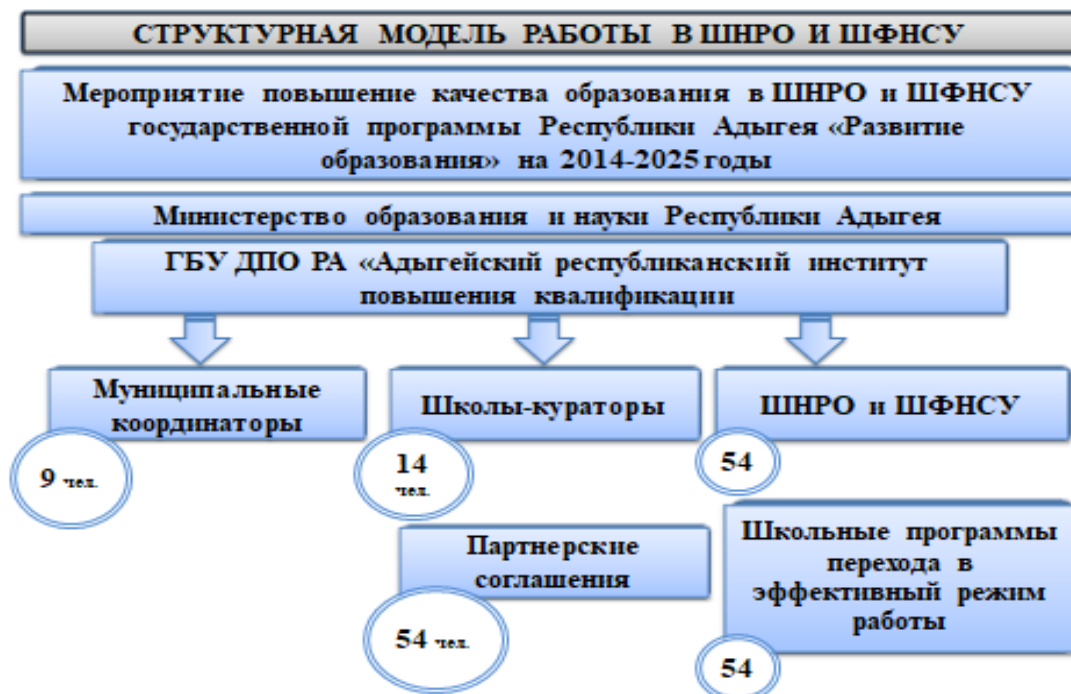 СТРУКТУРНАЯ МОДЕЛЬ РАБОТЫ В ШНРО И ШФНСУ
Мероприятие повышение качества образования в ШНРО и ШФНСУ
государственной программы Республики Адыгея «Развитие
образования» на 2014-2025 годы
Министерство образования и науки Республики Адыгея
ГБУ ДПО РА «Адыгейский республиканский институт
повышения квалификации
Муниципальные
координаторы
9 чел.
Школы-кураторы
14
чел.
ШНРО и ШФНСУ
54
Партнерские
соглашения
54 чел.
Школьные программы
перехода в
эффективный режим
работы
54